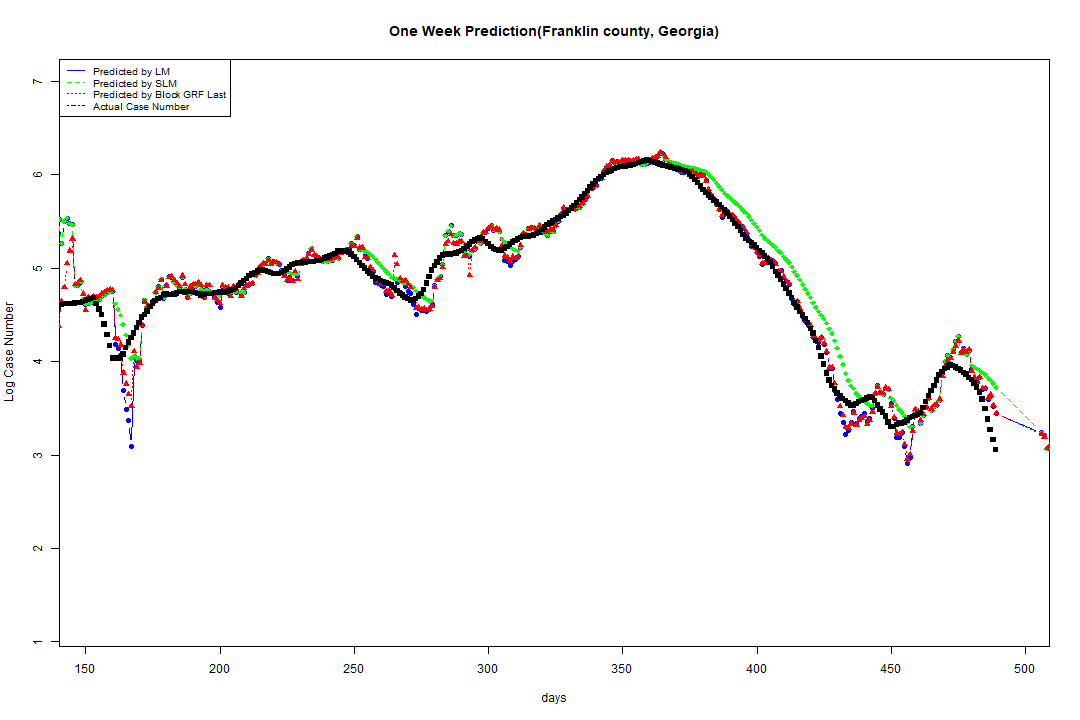 One Week Prediction(Franklin county, Georgia)
Predicted by LM
Predicted by SLM
Predicted by Block GRF Last
Actual Case Number
7
6
5
4
3
2
1
Log Case Number
150 200 250 300 350 400 450 500
days